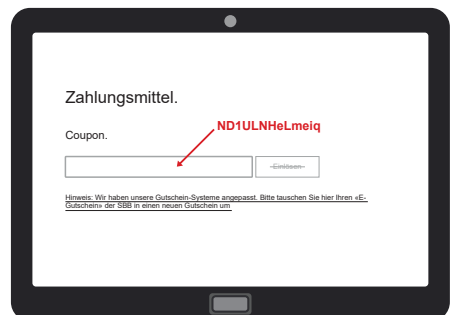 Zahlungsmittel.
ND1ULNHeLmeiq
Coupon.
Einlösen
Hinweis: Wir haben unsere Gutschein-Systeme angepasst. Bitte tauschen Sie hier Ihren «E-
Gutschein» der SBB in einen neuen Gutschein um